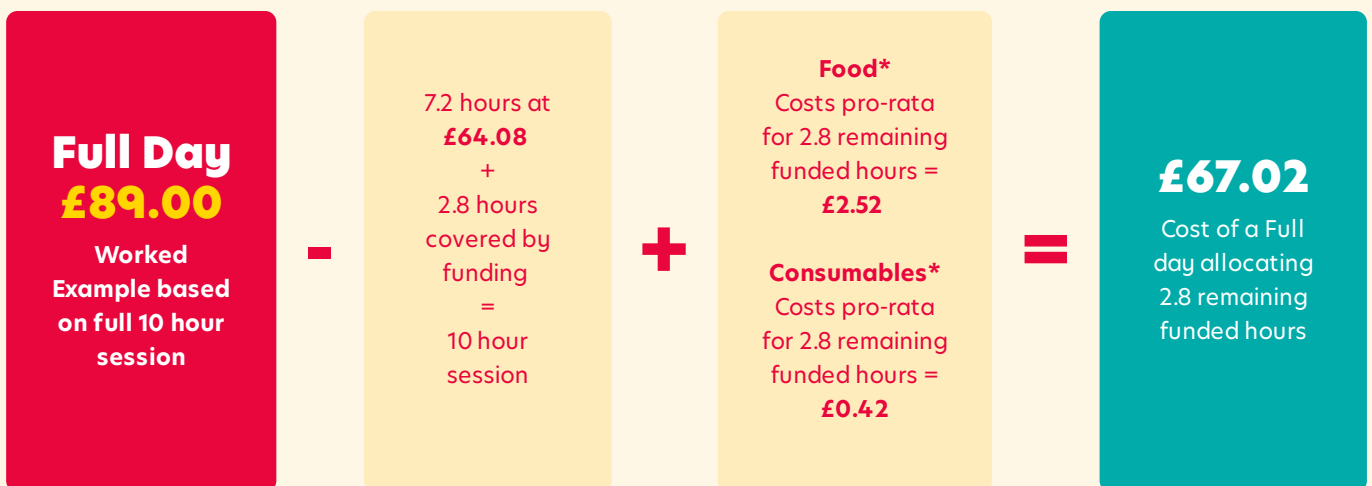 Full Day
£89.00
Worked
Example based
on full 10 hour
session
-
7.2 hours at
£64.08
+
2.8 hours
covered by
funding
=
10 hour
session
+
Food*
Costs pro-rata
for 2.8 remaining
funded hours =
£2.52
Consumables*
Costs pro-rata
for 2.8 remaining
funded hours =
£0.42
=
£67.02
Cost of a Full
day allocating
2.8 remaining
funded hours